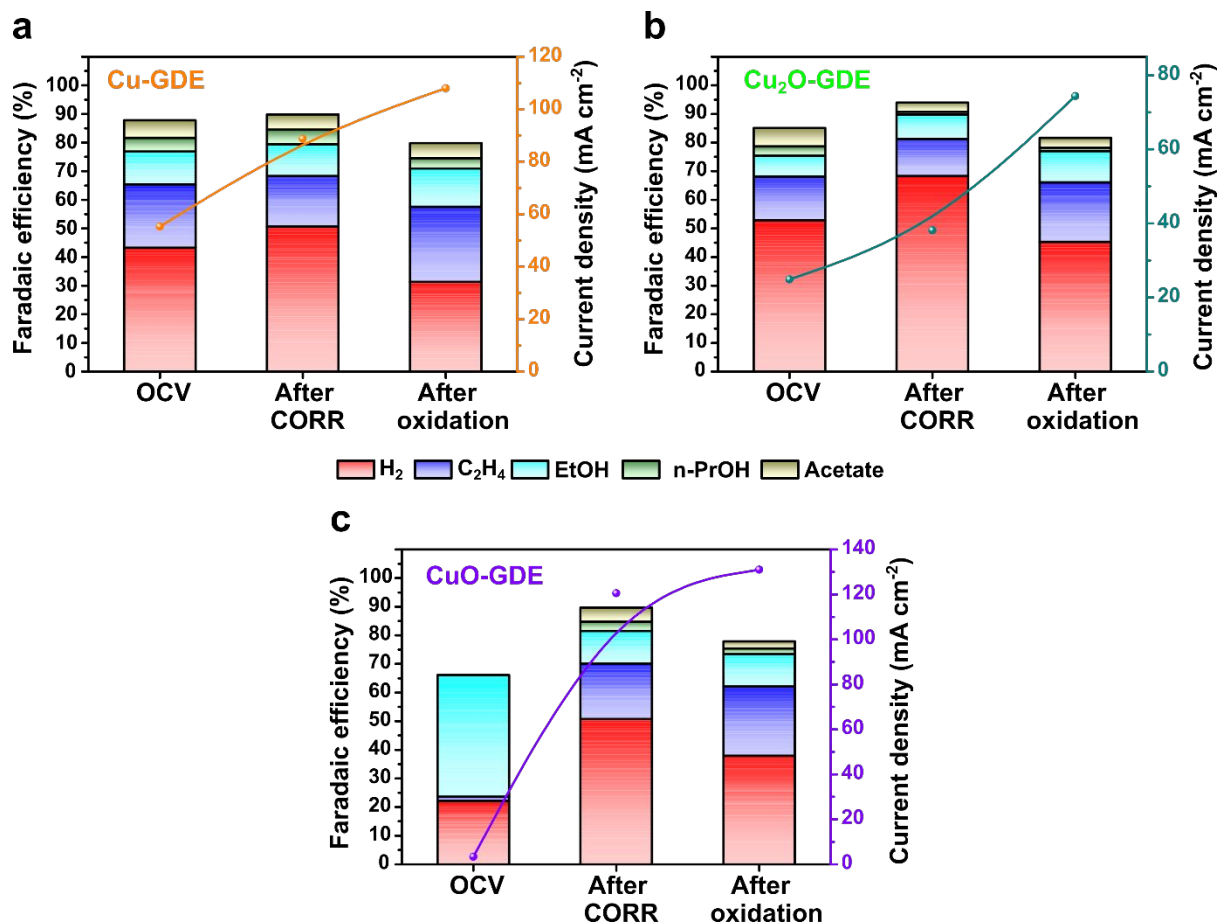 a
Cu-GDE
Faradaic efficiency (%)
0
10
20
30
40
50
60
70
80
90
100
Current density (mA cm⁻²)
0
20
40
60
80
100
120
OCV
After
CORR
After
oxidation
b
Cu₂O-GDE
Faradaic efficiency (%)
0
10
20
30
40
50
60
70
80
90
100
Current density (mA cm⁻²)
0
20
40
60
80
OCV
After
CORR
After
oxidation
H₂ C₂H₄ EtOH n-PrOH Acetate
c
CuO-GDE
Faradaic efficiency (%)
0
10
20
30
40
50
60
70
80
90
100
Current density (mA cm⁻²)
0
20
40
60
80
100
120
140
OCV
After
CORR
After
oxidation